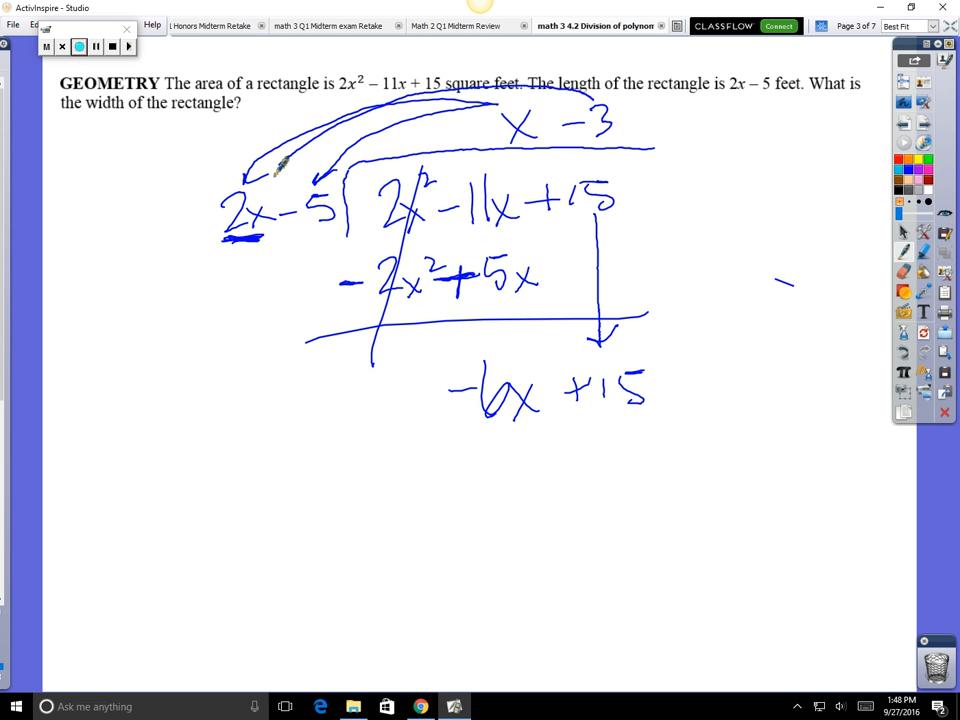 ActivInspire - Studio
File Ed Help l Honors Midterm Retake math 3 Q1 Midterm exam Retake Math 2 Q1 Midterm Review math 3 4.2 Division of polynom CLASSFLOW Connect Page 3 of 7 Best Fit
M
GEOMETRY The area of a rectangle is 2x² – 11x + 15 square feet. The length of the rectangle is 2x – 5 feet. What is
the width of the rectangle?
x - 3
2x - 5 2x² - 11x + 15
- 2x² + 5x
-6x + 15
Ask me anything
1:48 PM
9/27/2016
2